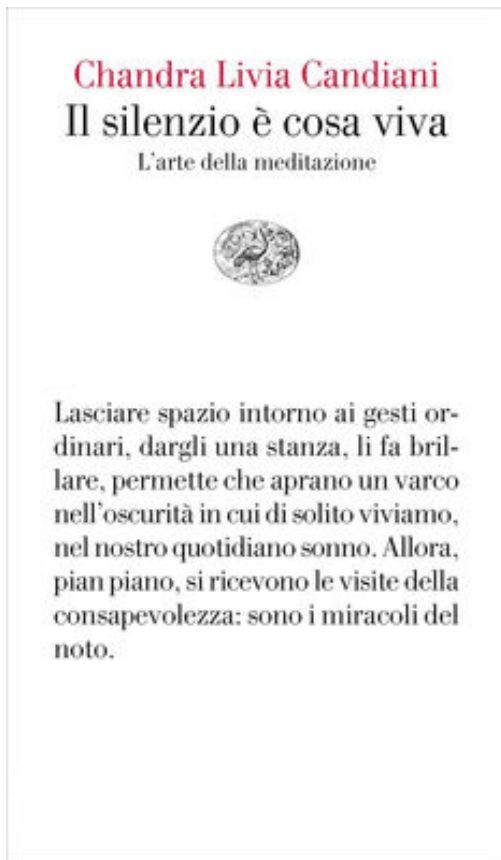 Chandra Livia Candiani
Il silenzio è cosa viva
L'arte della meditazione
Lasciare spazio intorno ai gesti or-
dinari, dargli una stanza, li fa bril-
lare, permette che aprano un varco
nell'oscurità in cui di solito viviamo,
nel nostro quotidiano sonno. Allora,
pian piano, si ricevono le visite della
consapevolezza: sono i miracoli del
noto.